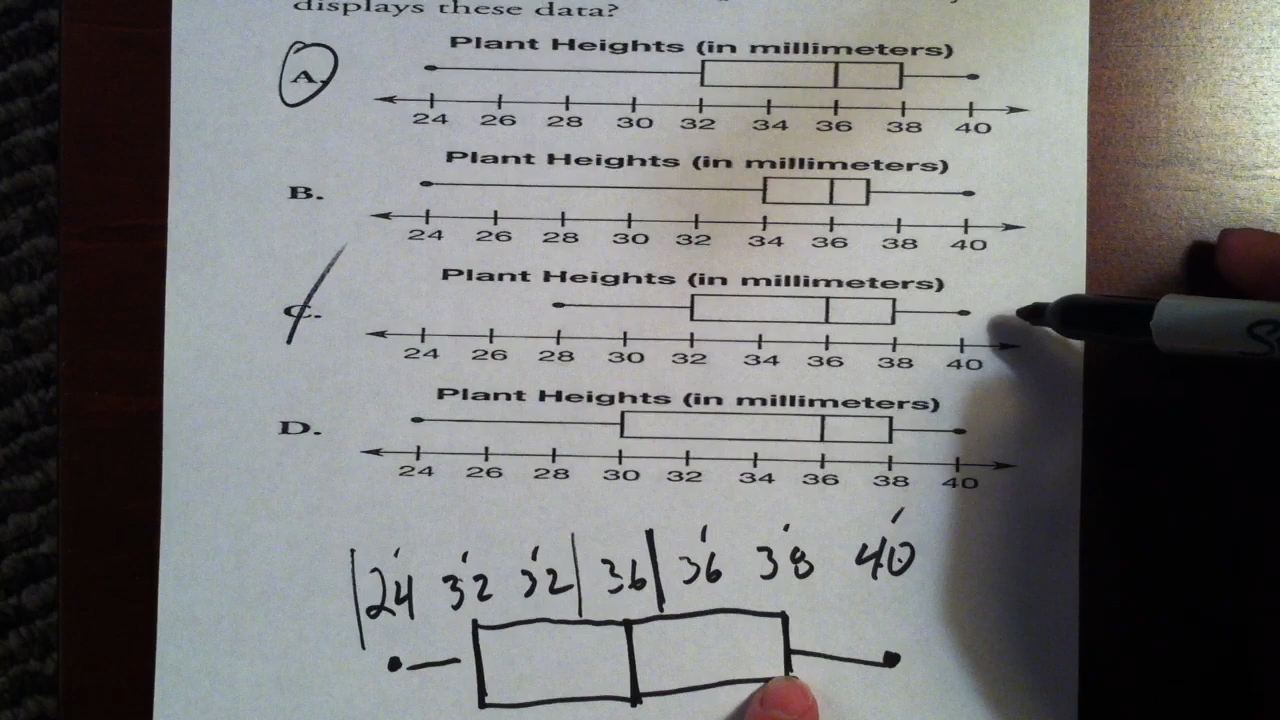 displays these data?
Plant Heights (in millimeters)
A.
24 26 28 30 32 34 36 38 40
Plant Heights (in millimeters)
B.
24 26 28 30 32 34 36 38 40
Plant Heights (in millimeters)
C.
24 26 28 30 32 34 36 38 40
Plant Heights (in millimeters)
D.
24 26 28 30 32 34 36 38 40
24 32 32 36 36 38 40